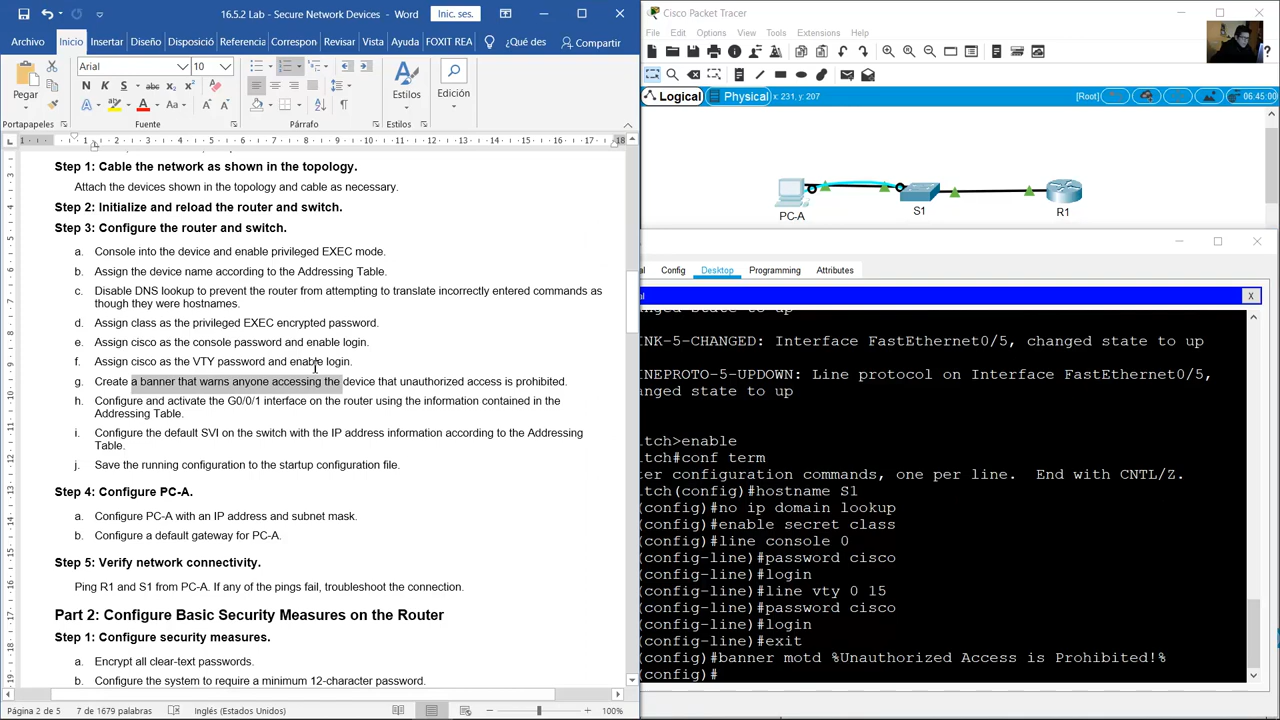 16.5.2 Lab - Secure Network Devices - Word
Inic. ses.
Archivo
Inicio
Insertar
Diseño
Disposició
Referencia
Correspon
Revisar
Vista
Ayuda
FOXIT REA
¿Qué des
Compartir
Pegar
Arial
10
N K S
Aa
Estilos
Edición
Portapapeles
Fuente
Párrafo
Estilos
Step 1: Cable the network as shown in the topology.
Attach the devices shown in the topology and cable as necessary.
Step 2: Initialize and reload the router and switch.
Step 3: Configure the router and switch.
a. Console into the device and enable privileged EXEC mode.
b. Assign the device name according to the Addressing Table.
c. Disable DNS lookup to prevent the router from attempting to translate incorrectly entered commands as
though they were hostnames.
d. Assign class as the privileged EXEC encrypted password.
e. Assign cisco as the console password and enable login.
f. Assign cisco as the VTY password and enable login.
g. Create a banner that warns anyone accessing the device that unauthorized access is prohibited.
h. Configure and activate the G0/0/1 interface on the router using the information contained in the
Addressing Table.
i. Configure the default SVI on the switch with the IP address information according to the Addressing
Table.
j. Save the running configuration to the startup configuration file.
Step 4: Configure PC-A.
a. Configure PC-A with an IP address and subnet mask.
b. Configure a default gateway for PC-A.
Step 5: Verify network connectivity.
Ping R1 and S1 from PC-A. If any of the pings fail, troubleshoot the connection.
Part 2: Configure Basic Security Measures on the Router
Step 1: Configure security measures.
a. Encrypt all clear-text passwords.
b. Configure the system to require a minimum 12-character password.
Página 2 de 5
7 de 1679 palabras
Inglés (Estados Unidos)
100%
Cisco Packet Tracer
File Edit Options View Tools Extensions Help
Logical
Physical
x: 231, y: 207
[Root]
06:45:00
PC-A
S1
R1
Config
Desktop
Programming
Attributes
X
anged state to up
INK-5-CHANGED: Interface FastEthernet0/5, changed state to up
INEPROTO-5-UPDOWN: Line protocol on Interface FastEthernet0/5,
anged state to up
itch>enable
itch#conf term
ter configuration commands, one per line.  End with CNTL/Z.
itch(config)#hostname S1
(config)#no ip domain lookup
(config)#enable secret class
(config)#line console 0
(config-line)#password cisco
(config-line)#login
(config-line)#line vty 0 15
(config-line)#password cisco
(config-line)#login
(config-line)#exit
(config)#banner motd %Unauthorized Access is Prohibited!%
(config)#